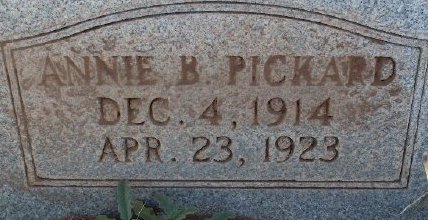 ANNIE B. PICKARD
DEC. 4, 1914
APR. 23, 1923